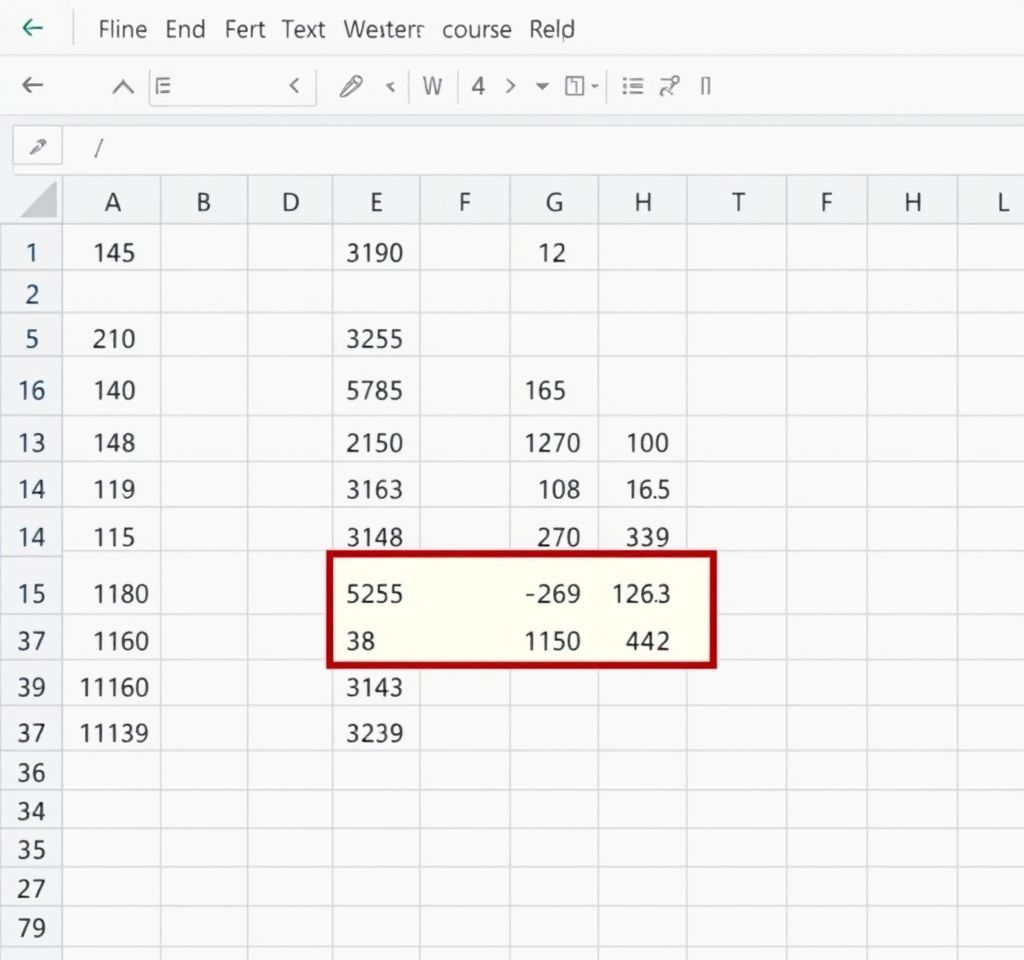 Fline End Fert Text Westerr course Reld
W 4
/
A B D E F G H T F H L
1 145 3190 12
2
5 210 3255
16 140 5785 165
13 148 2150 1270 100
14 119 3163 108 16.5
14 115 3148 270 339
15 1180 5255 -269 126.3
37 1160 38 1150 442
39 11160 3143
37 11139 3239
36
34
35
27
79